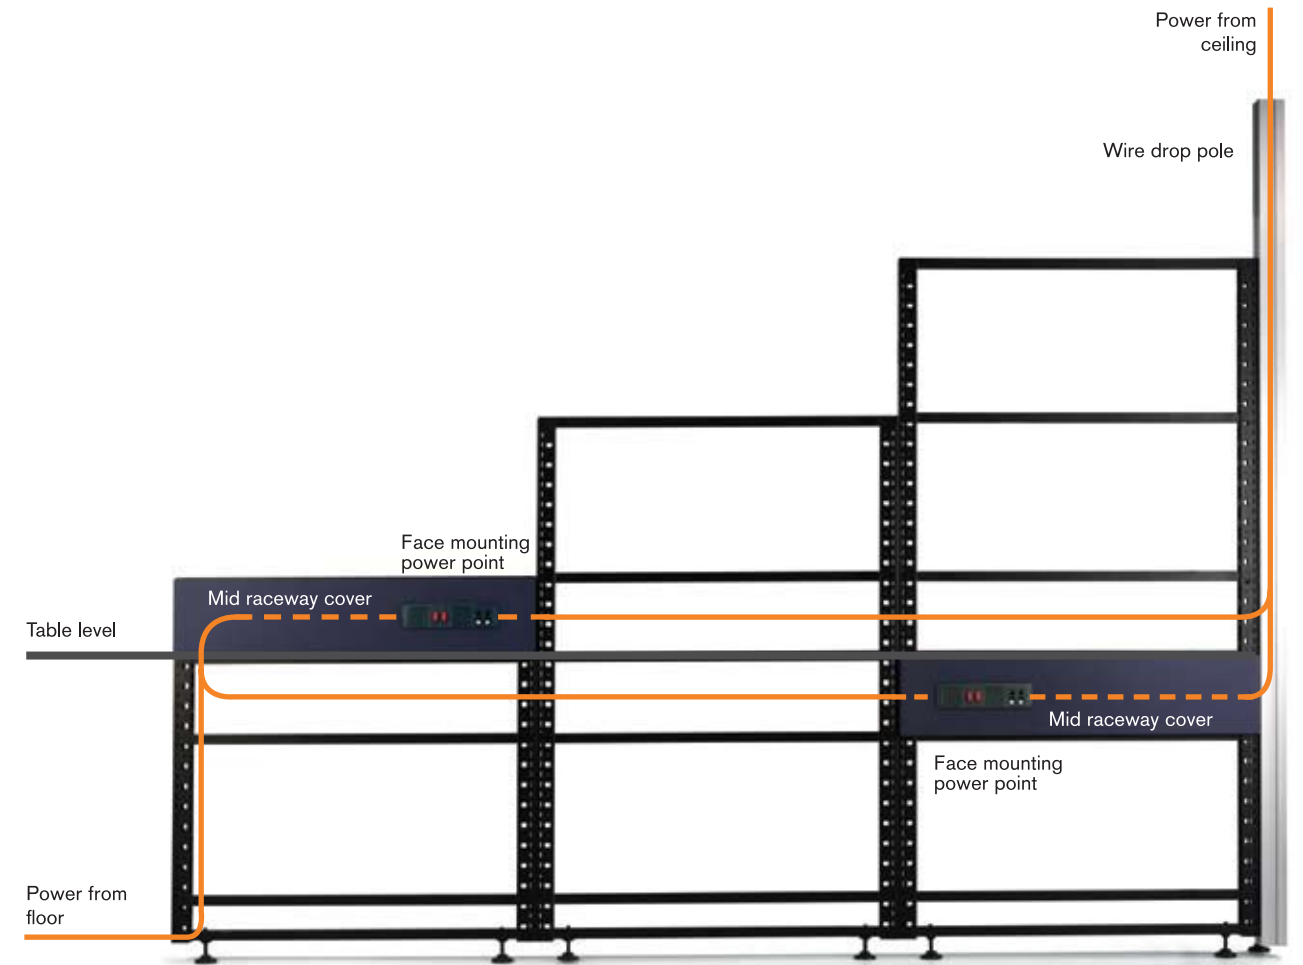 Power from
ceiling
Wire drop pole
Face mounting
power point
Mid raceway cover
Table level
Mid raceway cover
Face mounting
power point
Power from
floor